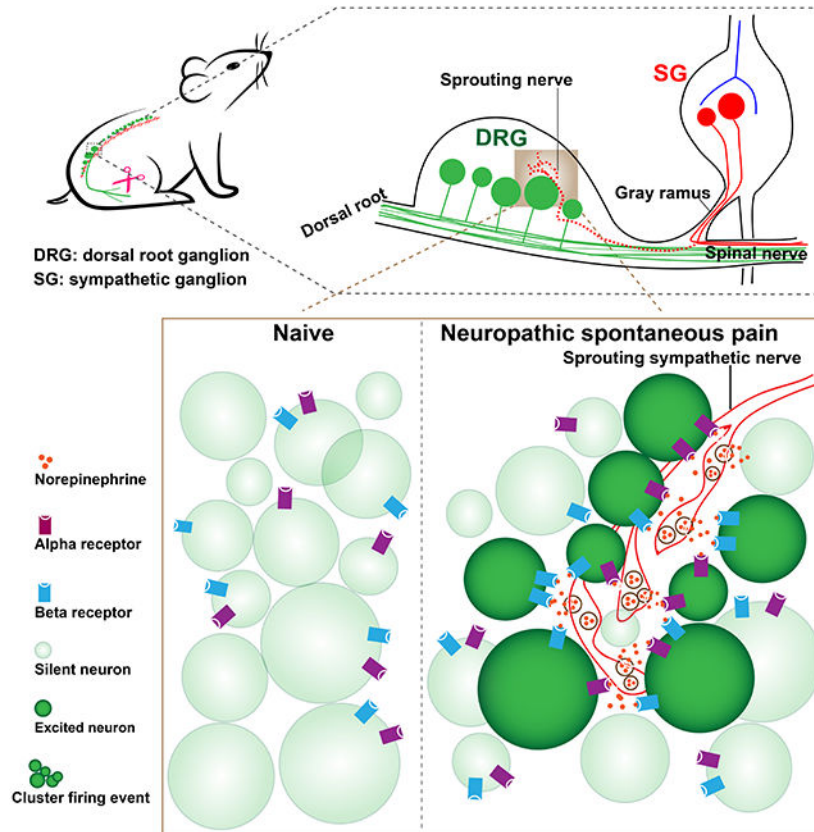 Sprouting nerve
SG
DRG
Gray ramus
Dorsal root
Spinal nerve
DRG: dorsal root ganglion
SG: sympathetic ganglion
Naive
Neuropathic spontaneous pain
Sprouting sympathetic nerve
Norepinephrine
Alpha receptor
Beta receptor
Silent neuron
Excited neuron
Cluster firing event